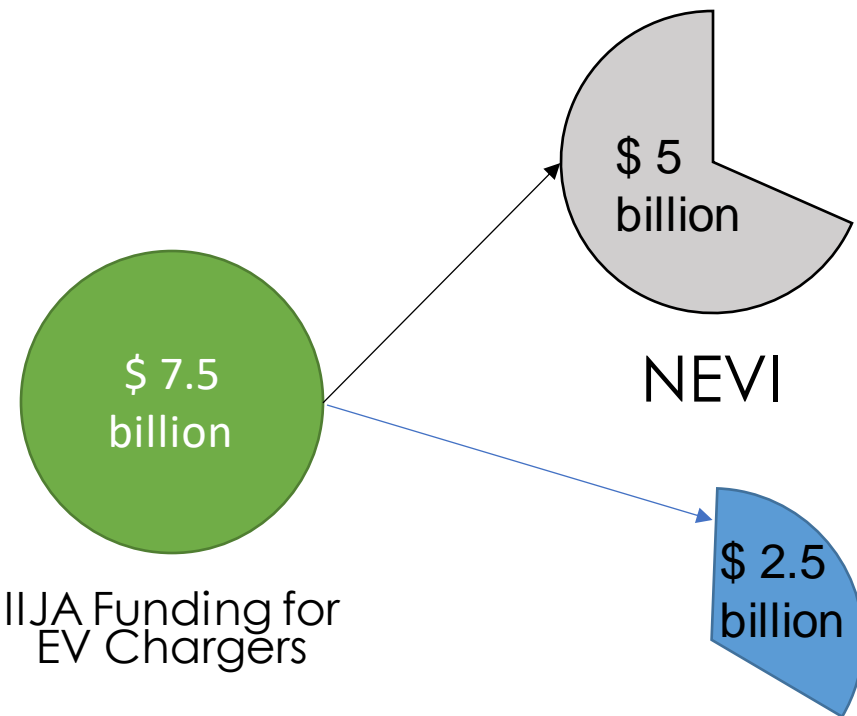 $ 7.5
billion
IIJA Funding for
EV Chargers
$ 5
billion
NEVI
$ 2.5
billion